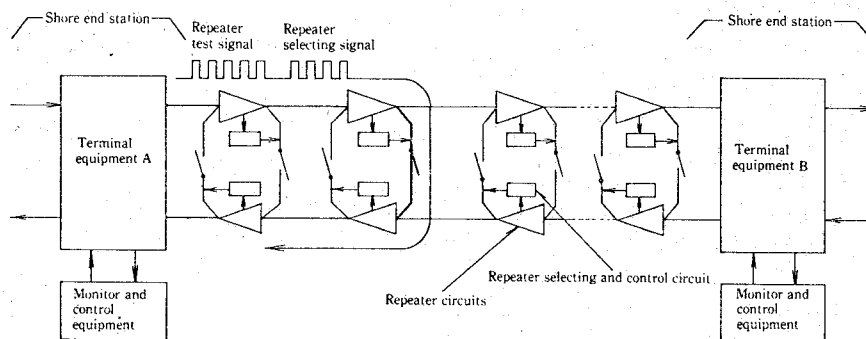 Shore end station
Repeater
test signal
Repeater
selecting signal
Shore end station
Terminal
equipment A
Terminal
equipment B
Repeater selecting and control circuit
Repeater circuits
Monitor and
control
equipment
Monitor and
control
equipment